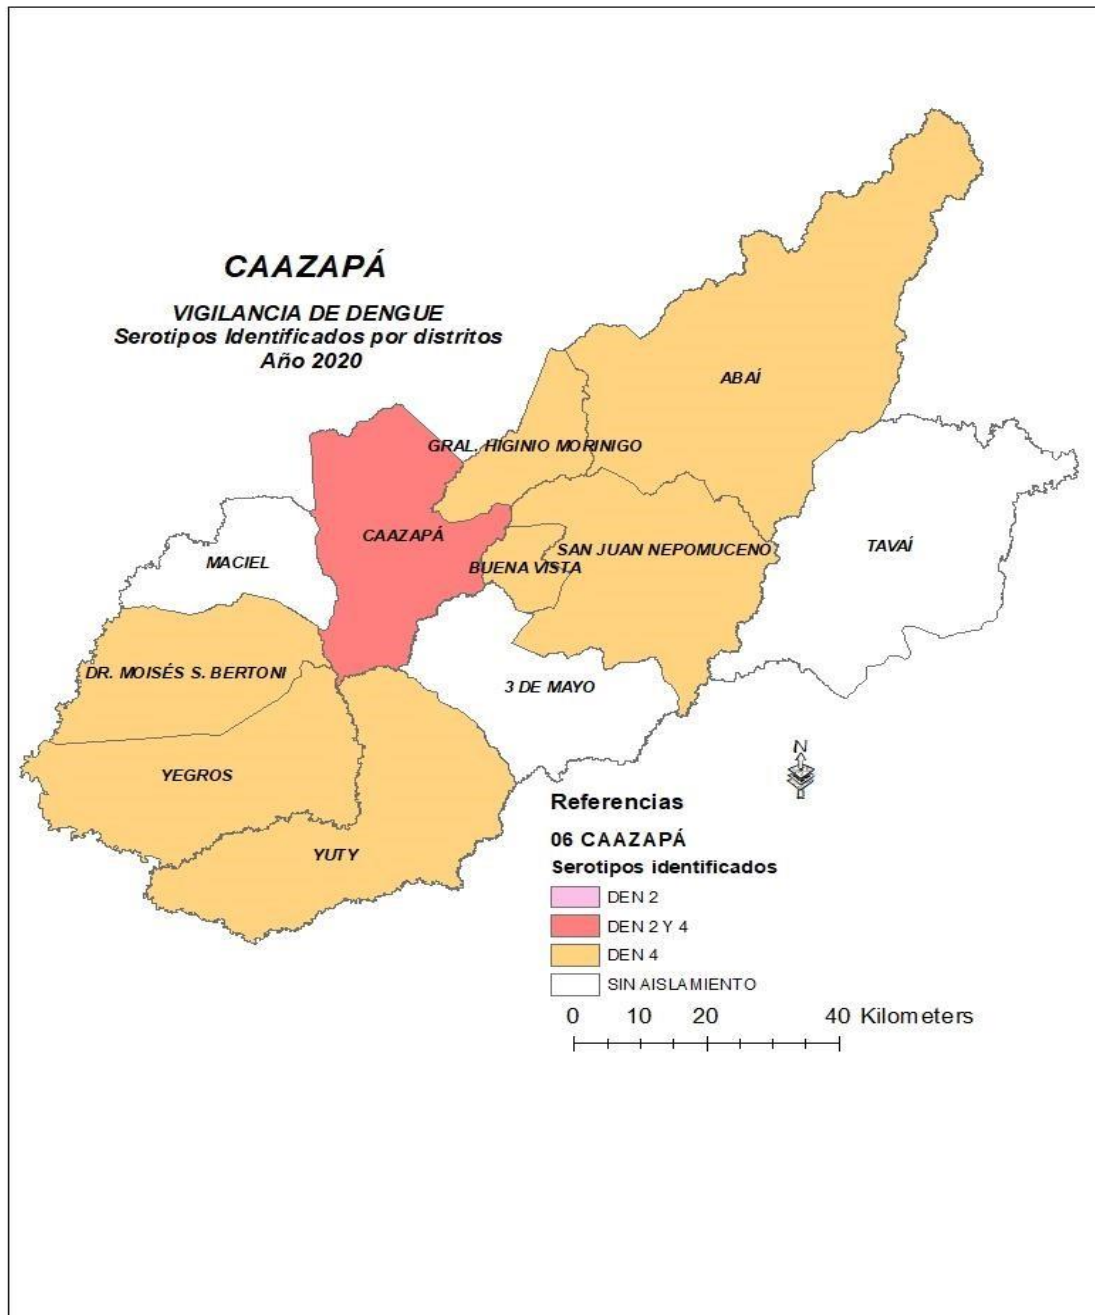 CAAZAPÁ
VIGILANCIA DE DENGUE
Serotipos Identificados por distritos
Año 2020
ABAÍ
GRAL. HIGINIO MORINIGO
CAAZAPÁ
SAN JUAN NEPOMUCENO
TAVAÍ
MACIEL
BUENA VISTA
DR. MOISÉS S. BERTONI
3 DE MAYO
YEGROS
YUTY
N
Referencias
06 CAAZAPÁ
Serotipos identificados
DEN 2
DEN 2 Y 4
DEN 4
SIN AISLAMIENTO
0 10 20 40 Kilometers